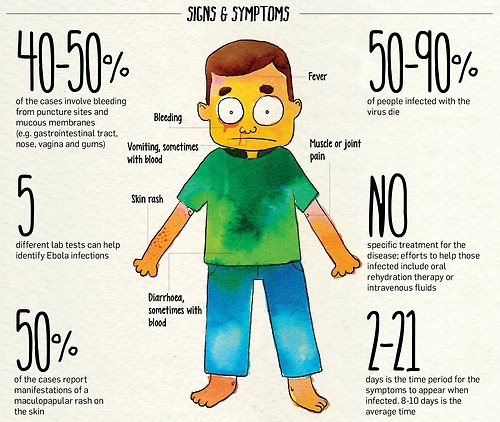 SIGNS & SYMPTOMS
40-50%
of the cases involve bleeding
from puncture sites and
mucous membranes
(e.g. gastrointestinal tract,
nose, vagina and gums)
5
different lab tests can help
identify Ebola infections
50%
of the cases report
manifestations of a
maculopapular rash on
the skin
Fever
Bleeding
Vomiting, sometimes
with blood
Muscle or joint
pain
Skin rash
Diarrhoea,
sometimes with
blood
50-90%
of people infected with the
virus die
NO
specific treatment for the
disease; efforts to help those
infected include oral
rehydration therapy or
intravenous fluids
2-21
days is the time period for the
symptoms to appear when
infected. 8-10 days is the
average time